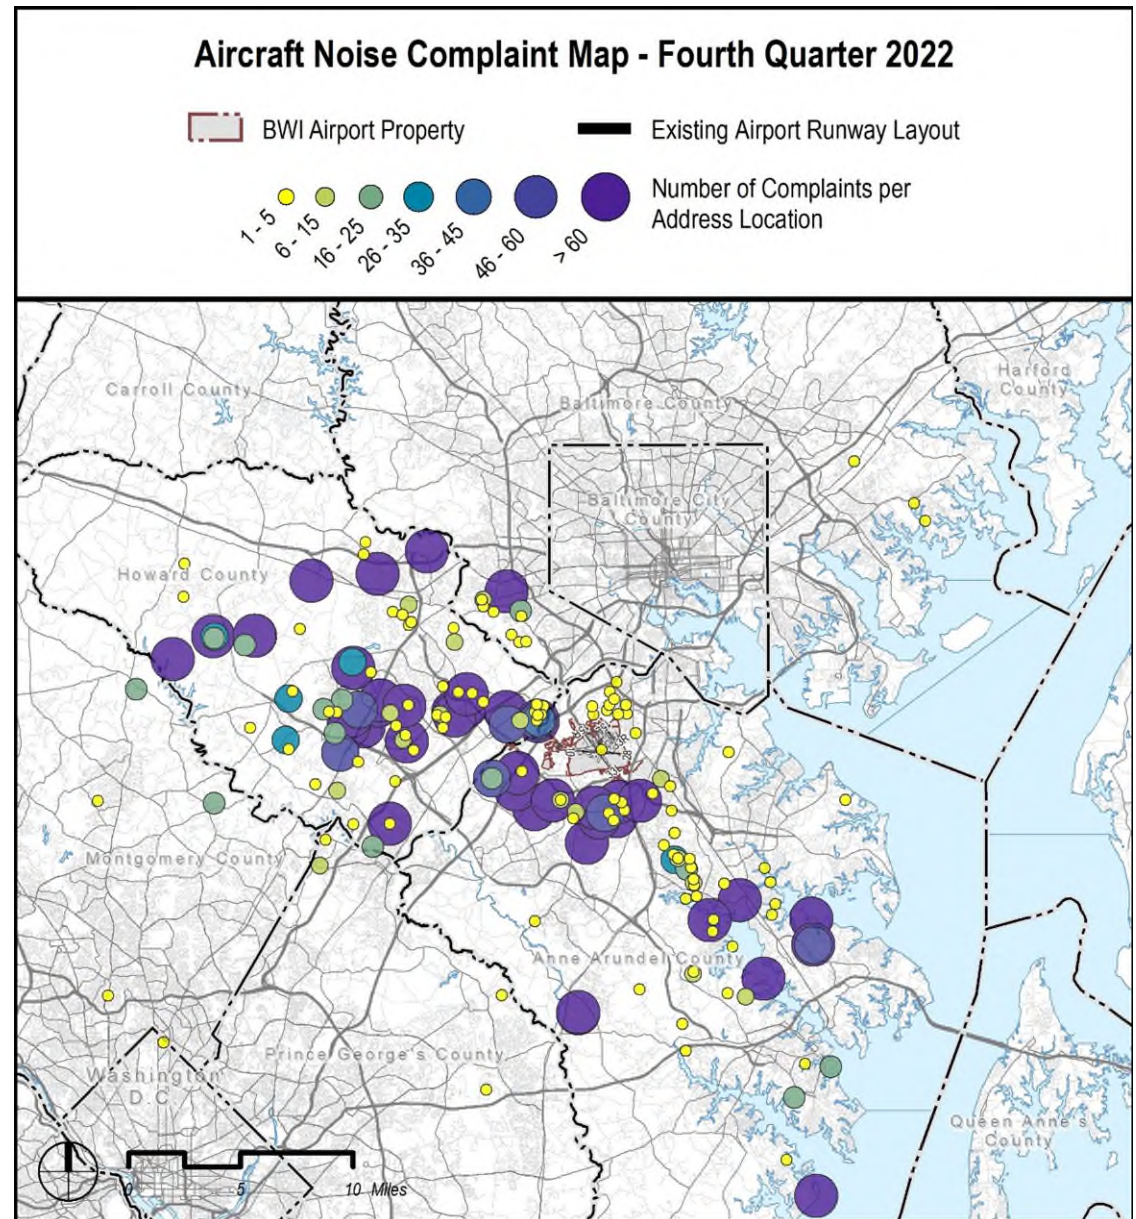 Aircraft Noise Complaint Map - Fourth Quarter 2022
BWI Airport Property
Existing Airport Runway Layout
1 - 5
6 - 15
16 - 25
26 - 35
36 - 45
46 - 60
> 60
Number of Complaints per
Address Location
Carroll County
Baltimore County
Harford
County
Baltimore City
County
Howard County
Montgomery County
Anne Arundel County
Prince George's County
Washington
D.C.
Queen Anne's
County
0
5
10 Miles